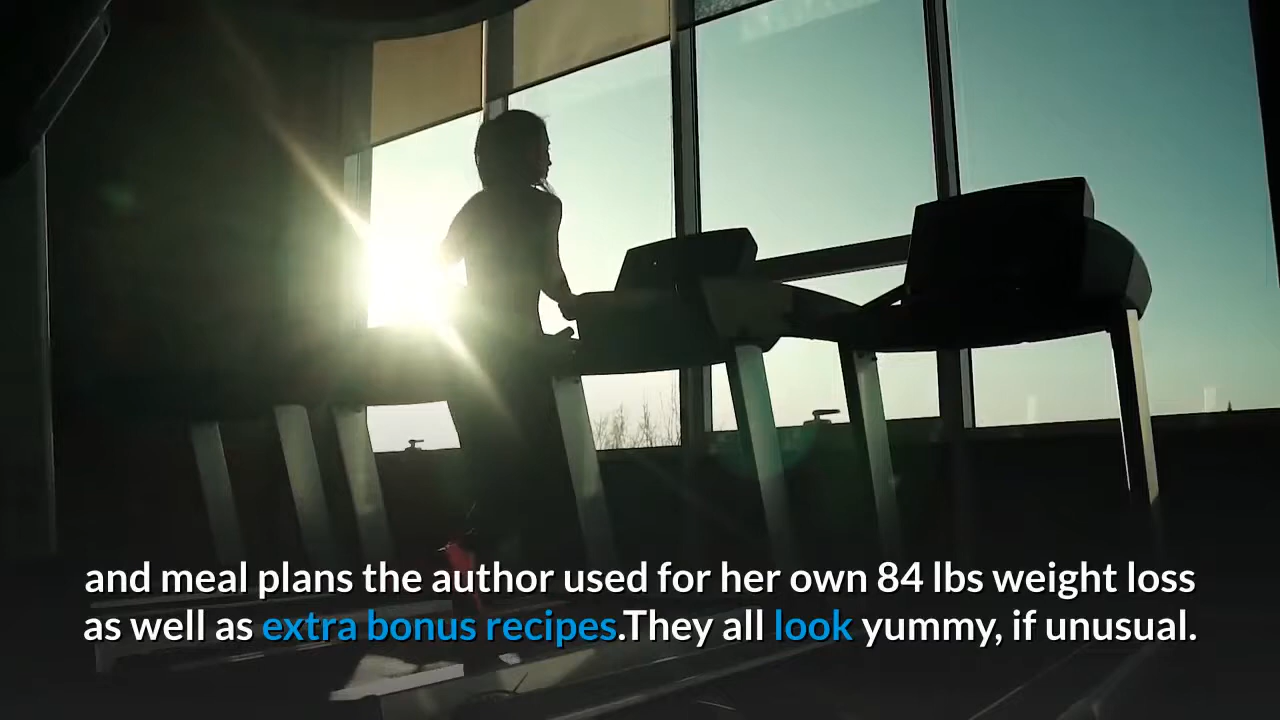 and meal plans the author used for her own 84 lbs weight loss
as well as extra bonus recipes.They all look yummy, if unusual.